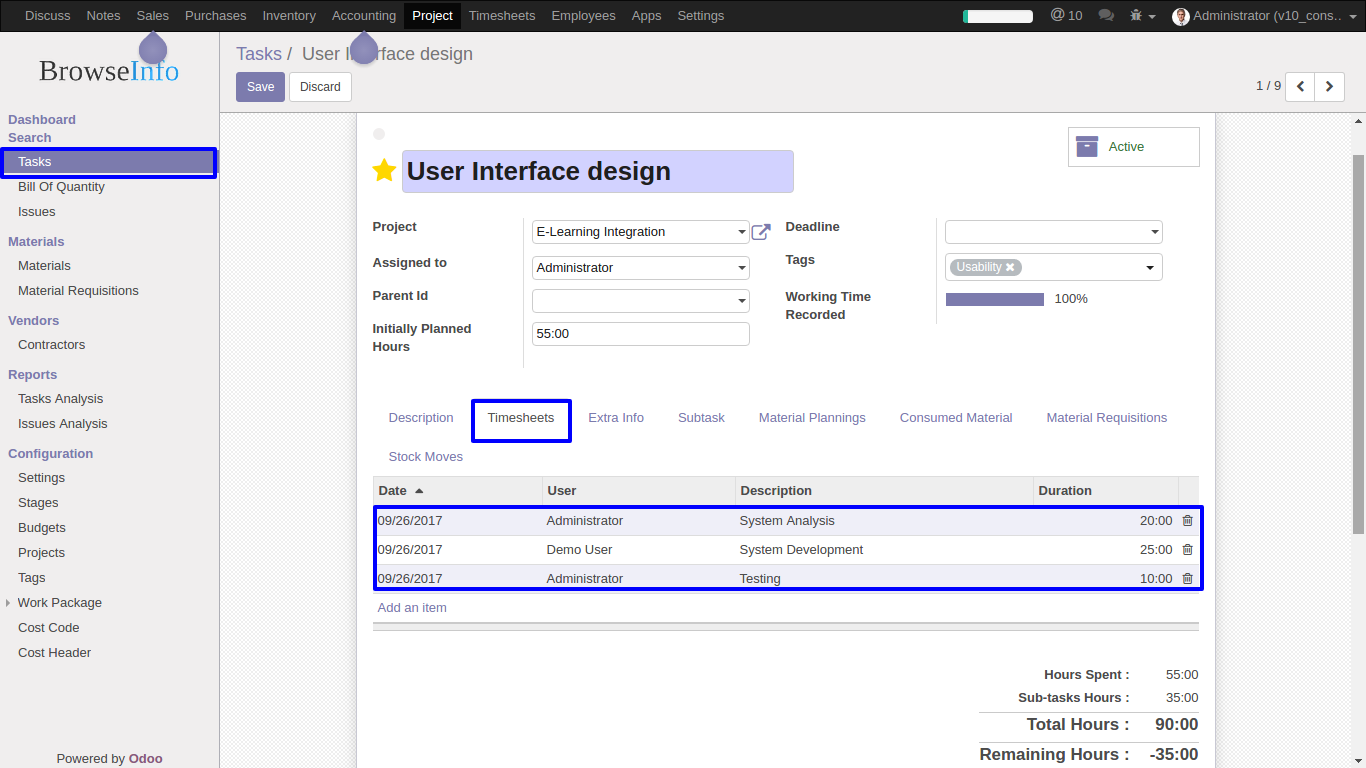 Discuss Notes Sales Purchases Inventory Accounting Project Timesheets Employees Apps Settings @ 10 Administrator (v10_cons..
BrowseInfo
Dashboard
Search
Tasks
Bill Of Quantity
Issues
Materials
Materials
Material Requisitions
Vendors
Contractors
Reports
Tasks Analysis
Issues Analysis
Configuration
Settings
Stages
Budgets
Projects
Tags
Work Package
Cost Code
Cost Header
Powered by Odoo
Tasks / User Interface design
Save Discard
1 / 9
Active
User Interface design
Project E-Learning Integration
Assigned to Administrator
Parent Id
Initially Planned
Hours
55:00
Deadline
Tags Usability ✖
Working Time
Recorded
100%
Description Timesheets Extra Info Subtask Material Plannings Consumed Material Material Requisitions
Stock Moves
Date User Description Duration
09/26/2017 Administrator System Analysis 20:00
09/26/2017 Demo User System Development 25:00
09/26/2017 Administrator Testing 10:00
Add an item
Hours Spent : 55:00
Sub-tasks Hours : 35:00
Total Hours : 90:00
Remaining Hours : -35:00